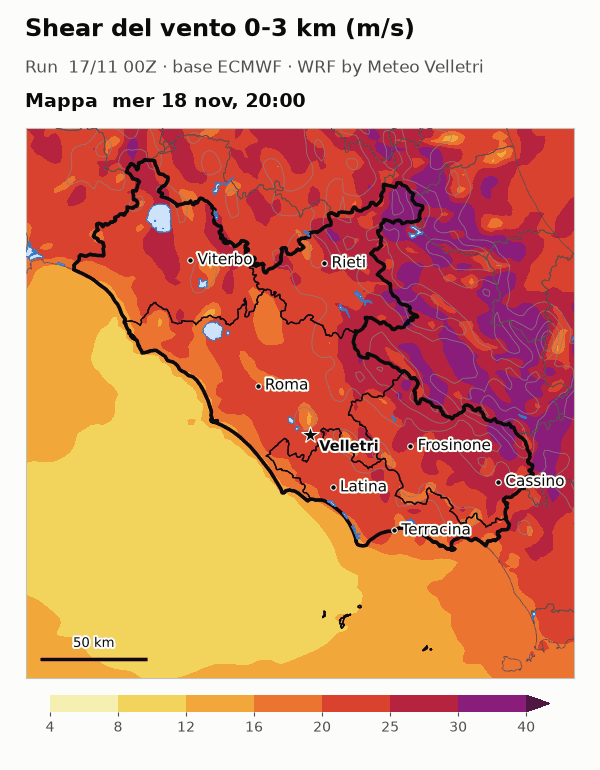 Shear del vento 0-3 km (m/s)
Run  17/11 00Z · base ECMWF · WRF by Meteo Velletri
Mappa  mer 18 nov, 20:00
Viterbo
Rieti
Roma
Velletri
Frosinone
Latina
Cassino
Terracina
50 km
4 8 12 16 20 25 30 40